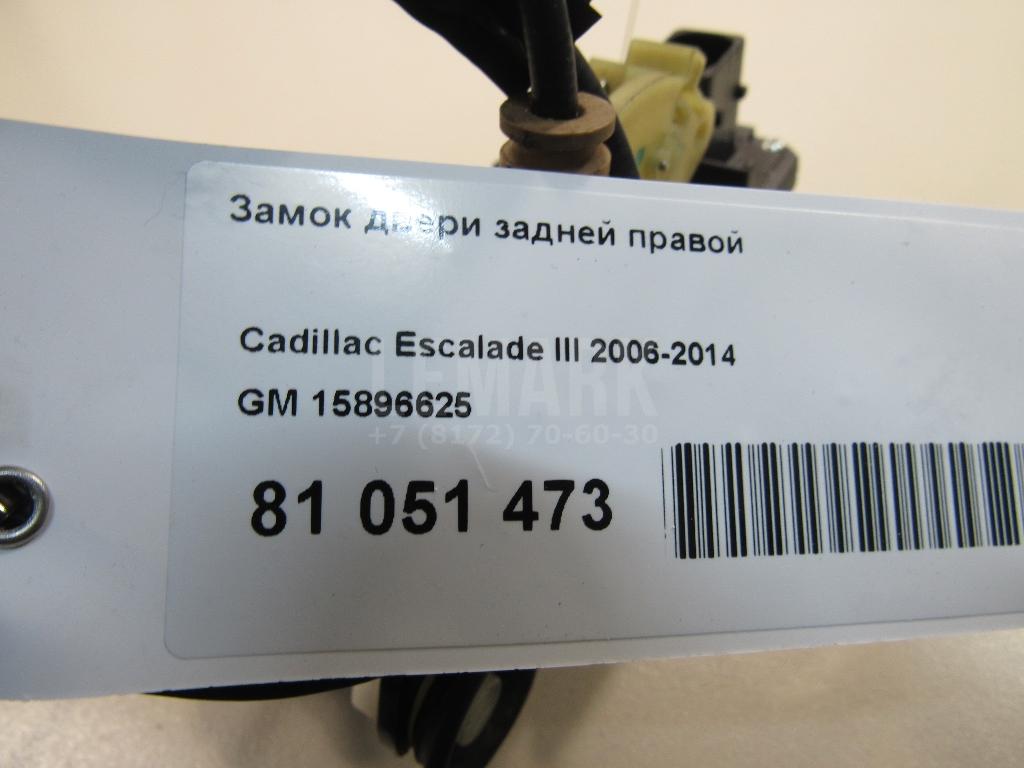 Замок двери задней правой
Cadillac Escalade III 2006-2014
LEMARK
GM 15896625
+7 (8172) 70-60-30
81 051 473